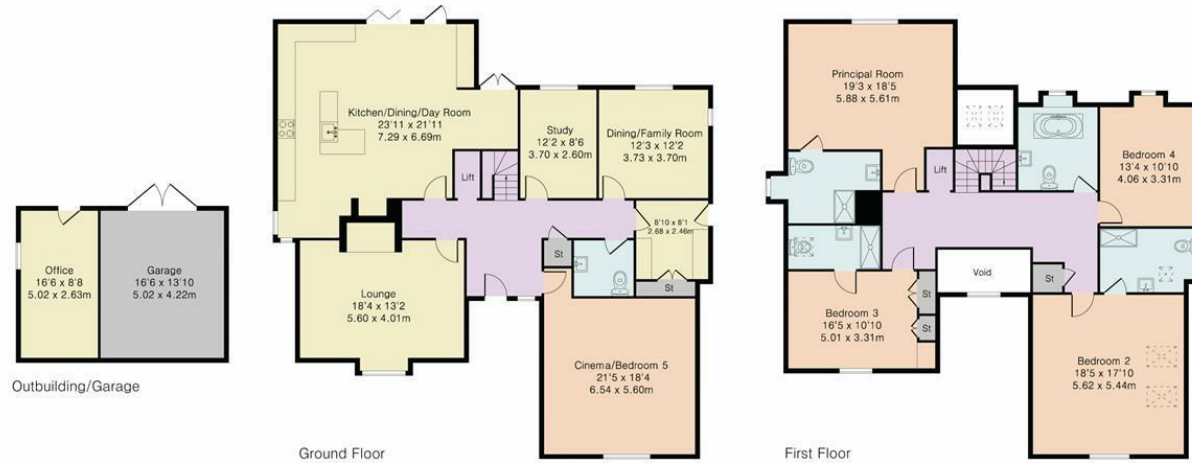 Office
16'6 x 8'8
5.02 x 2.63m
Garage
16'6 x 13'10
5.02 x 4.22m
Outbuilding/Garage
Kitchen/Dining/Day Room
23'11 x 21'11
7.29 x 6.69m
Study
12'2 x 8'6
3.70 x 2.60m
Dining/Family Room
12'3 x 12'2
3.73 x 3.70m
Lift
8'10 x 8'1
2.68 x 2.46m
St
St
Lounge
18'4 x 13'2
5.60 x 4.01m
Cinema/Bedroom 5
21'5 x 18'4
6.54 x 5.60m
Ground Floor
Principal Room
19'3 x 18'5
5.88 x 5.61m
Lift
Bedroom 4
13'4 x 10'10
4.06 x 3.31m
Void
St
St
St
Bedroom 3
16'5 x 10'10
5.01 x 3.31m
Bedroom 2
18'5 x 17'10
5.62 x 5.44m
First Floor